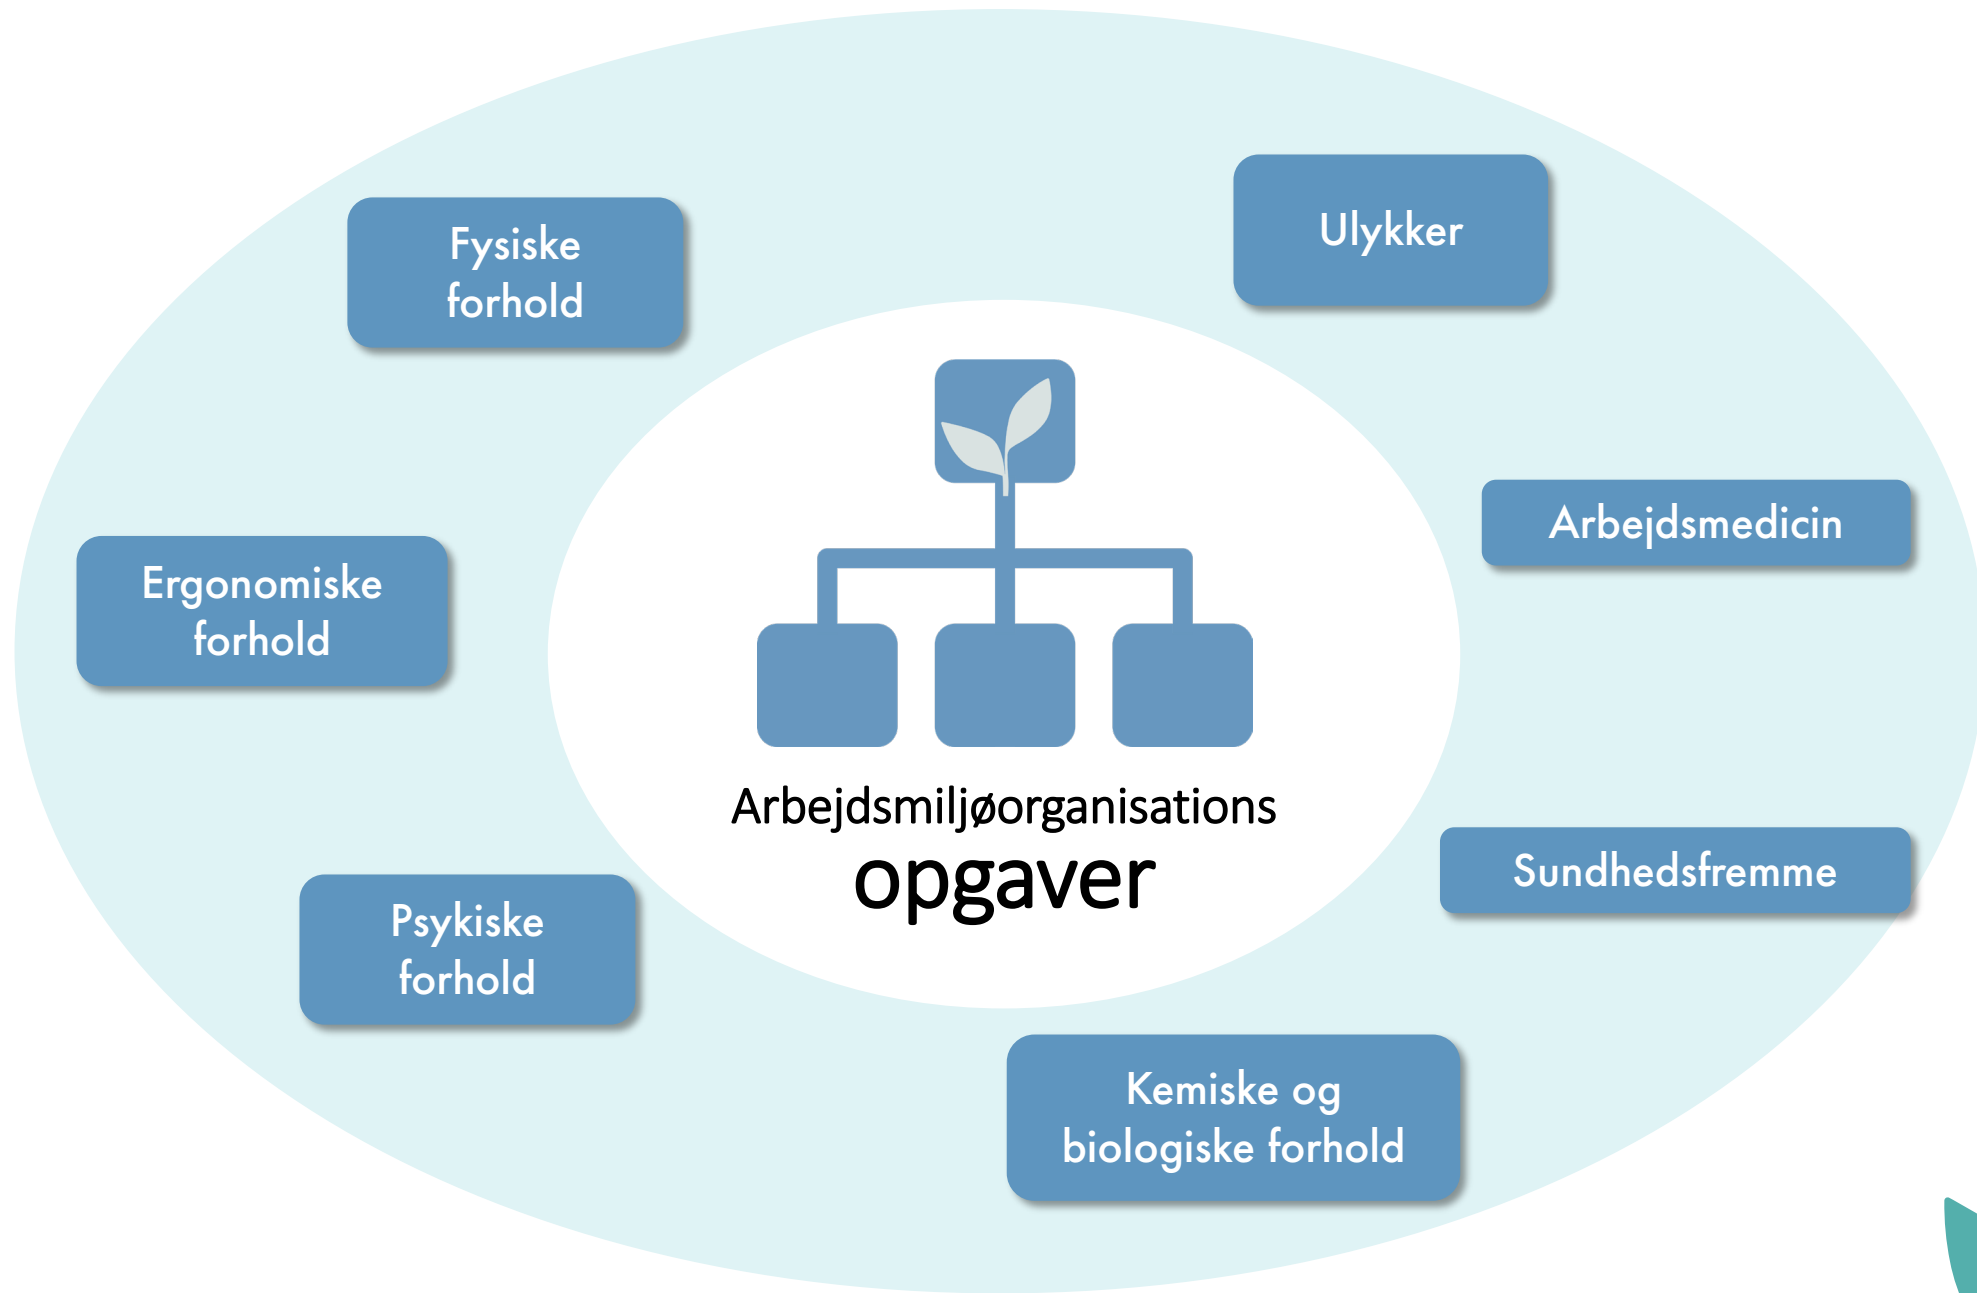 Fysiske
forhold
Ulykker
Ergonomiske
forhold
Arbejdsmedicin
Arbejdsmiljøorganisations
opgaver
Psykiske
forhold
Sundhedsfremme
Kemiske og
biologiske forhold